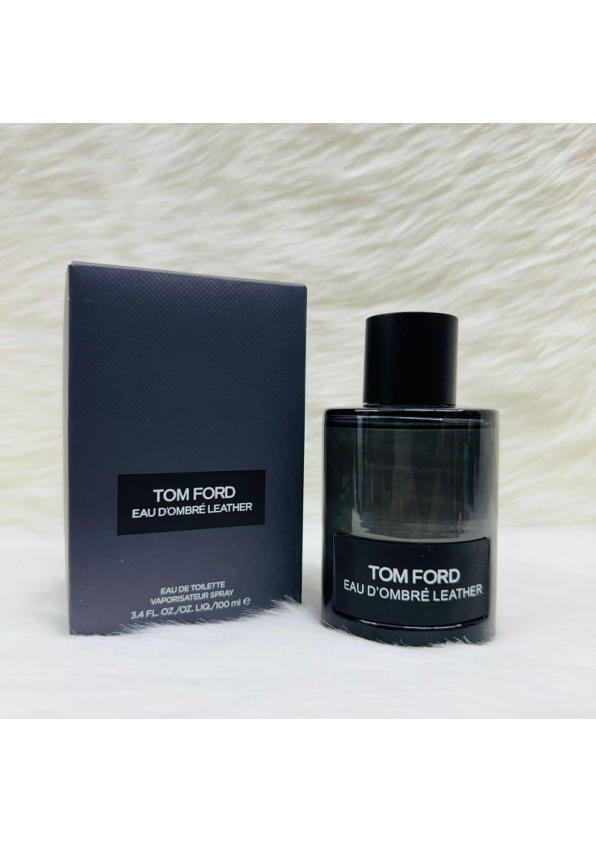 TOM FORD
EAU D'OMBRÉ LEATHER
EAU DE TOILETTE
VAPORISATEUR SPRAY
3.4 FL. OZ./OZ. LIQ./100 ml ℮
TOM FORD
EAU D'OMBRÉ LEATHER